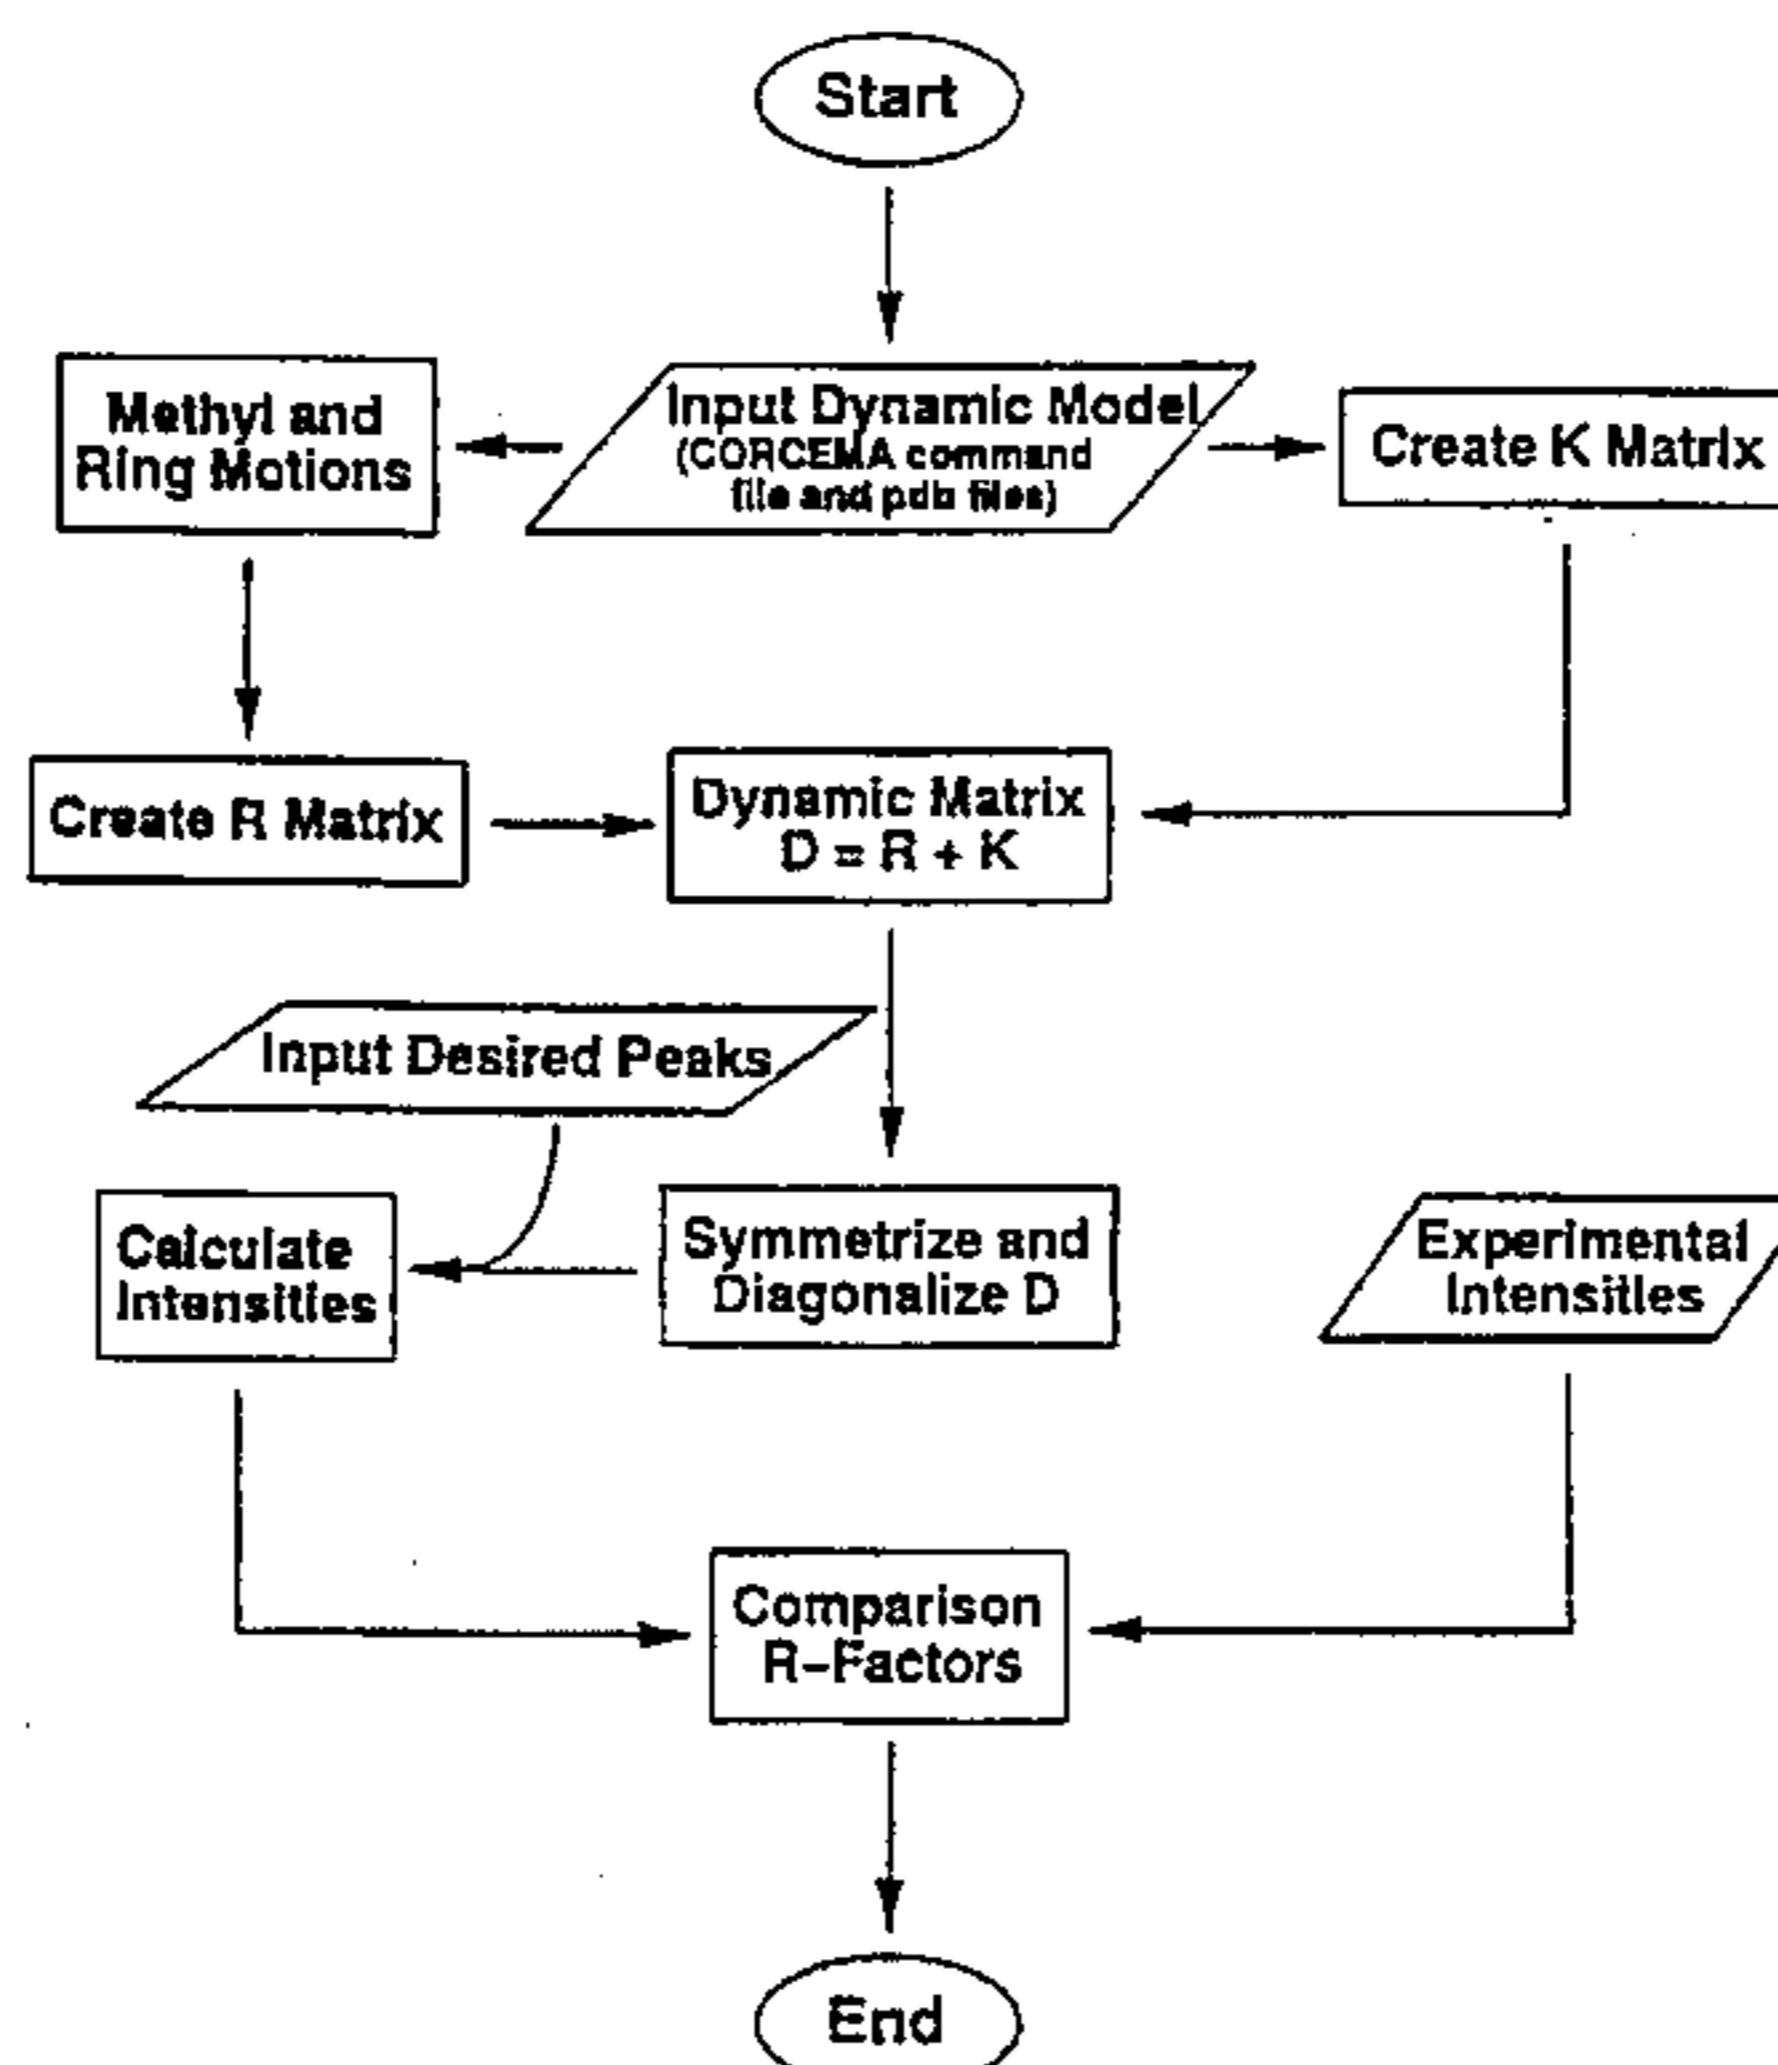 Start
Methyl and
Ring Motions
Input Dynamic Model
(CORCEMA command
file and pdb files)
Create K Matrix
Create R Matrix
Dynamic Matrix
D = R + K
Input Desired Peaks
Calculate
Intensities
Symmetrize and
Diagonalize D
Experimental
Intensities
Comparison
R-Factors
End